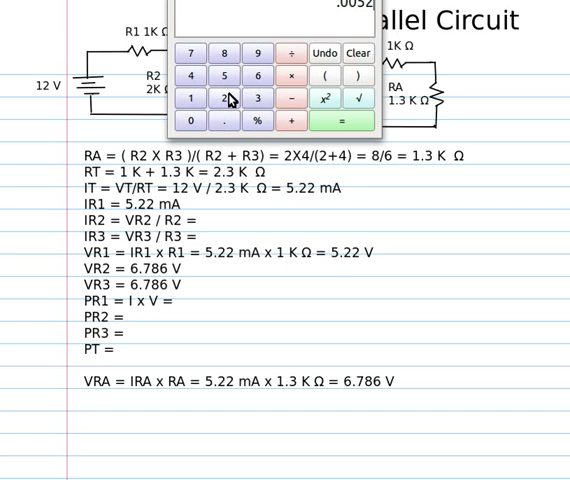 .0052
allel Circuit
R1 1K Ω
1K Ω
12 V
R2
2K Ω
RA
1.3 K Ω
7 8 9 ÷ Undo Clear
4 5 6 × ( )
1 2 3 − x² √
0 . % + =
RA = ( R2 X R3 )/( R2 + R3) = 2X4/(2+4) = 8/6 = 1.3 K Ω
RT = 1 K + 1.3 K = 2.3 K Ω
IT = VT/RT = 12 V / 2.3 K Ω = 5.22 mA
IR1 = 5.22 mA
IR2 = VR2 / R2 =
IR3 = VR3 / R3 =
VR1 = IR1 x R1 = 5.22 mA x 1 K Ω = 5.22 V
VR2 = 6.786 V
VR3 = 6.786 V
PR1 = I x V =
PR2 =
PR3 =
PT =
VRA = IRA x RA = 5.22 mA x 1.3 K Ω = 6.786 V